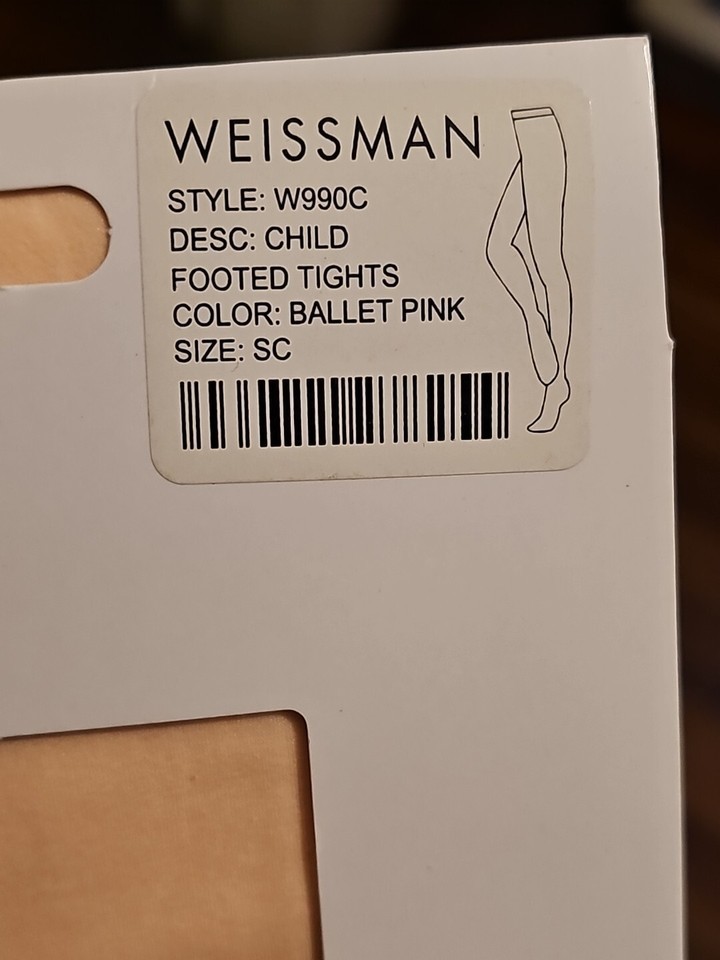 WEISSMAN
STYLE: W990C
DESC: CHILD
FOOTED TIGHTS
COLOR: BALLET PINK
SIZE: SC